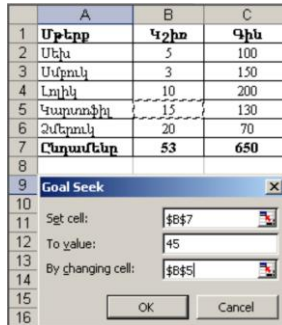 A B C
1 Մթերք Կշիռ Գին
2 Սեխ 5 100
3 Սմբուկ 3 150
4 Լոլիկ 10 200
5 Կարտոֆիլ 15 130
6 Ձմերուկ 20 70
7 Ընդամենը 53 650
8
9 Goal Seek
10
11 Set cell: $B$7
12 To value: 45
13 By changing cell: $B$5
14
15 OK Cancel
16